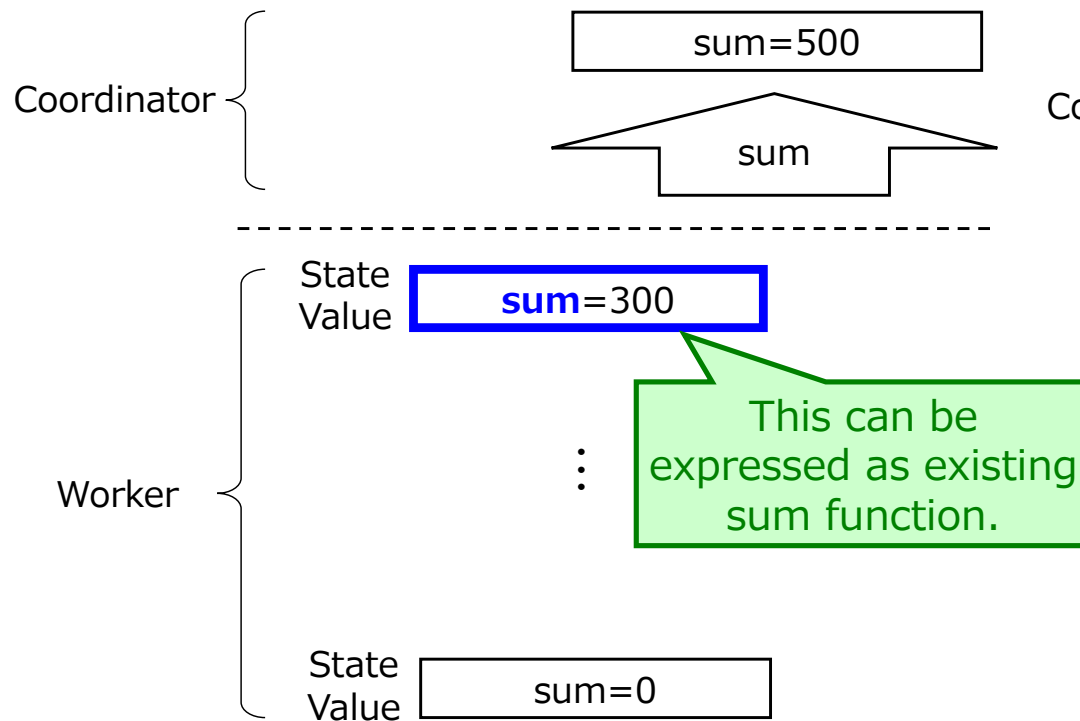 sum=500
Coordinator
Co
sum
State
Value
sum=300
This can be
expressed as existing
sum function.
⋮
Worker
State
Value
sum=0